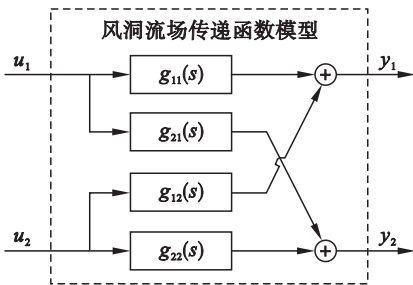 风洞流场传递函数模型
u₁ g₁₁(s) + y₁
g₂₁(s)
g₁₂(s)
u₂ g₂₂(s) + y₂